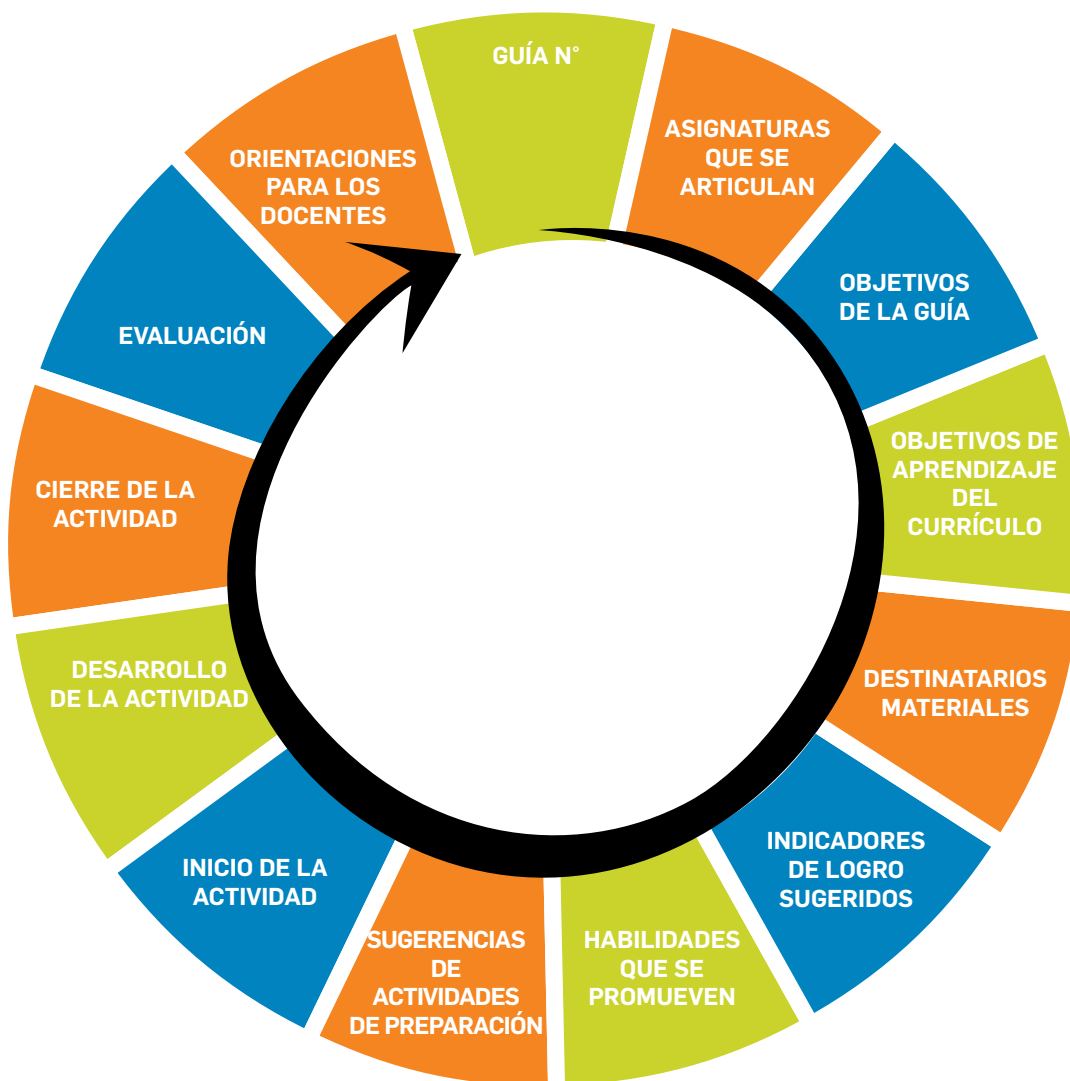 GUÍA N°
ASIGNATURAS
QUE SE
ARTICULAN
OBJETIVOS
DE LA GUÍA
OBJETIVOS DE
APRENDIZAJE
DEL
CURRÍCULO
DESTINATARIOS
MATERIALES
INDICADORES
DE LOGRO
SUGERIDOS
HABILIDADES
QUE SE
PROMUEVEN
SUGERENCIAS
DE
ACTIVIDADES
DE PREPARACIÓN
INICIO DE LA
ACTIVIDAD
DESARROLLO
DE LA ACTIVIDAD
CIERRE DE LA
ACTIVIDAD
EVALUACIÓN
ORIENTACIONES
PARA LOS
DOCENTES